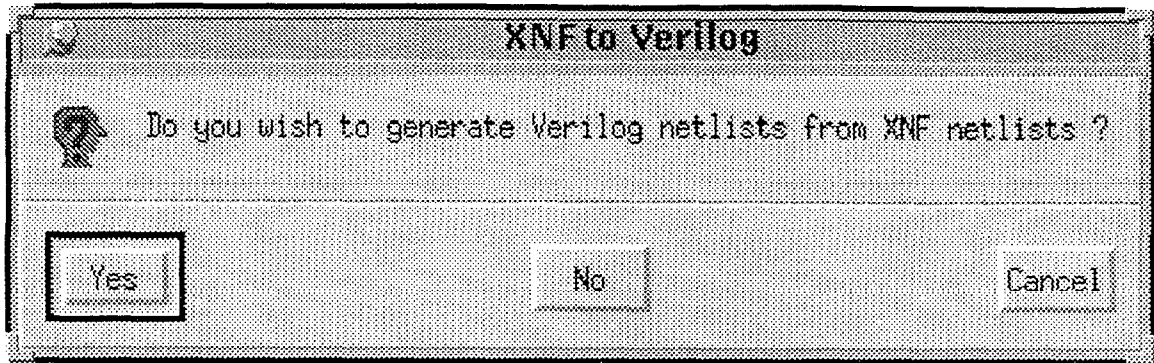 XNF to Verilog
Do you wish to generate Verilog netlists from XNF netlists ?
Yes
No
Cancel